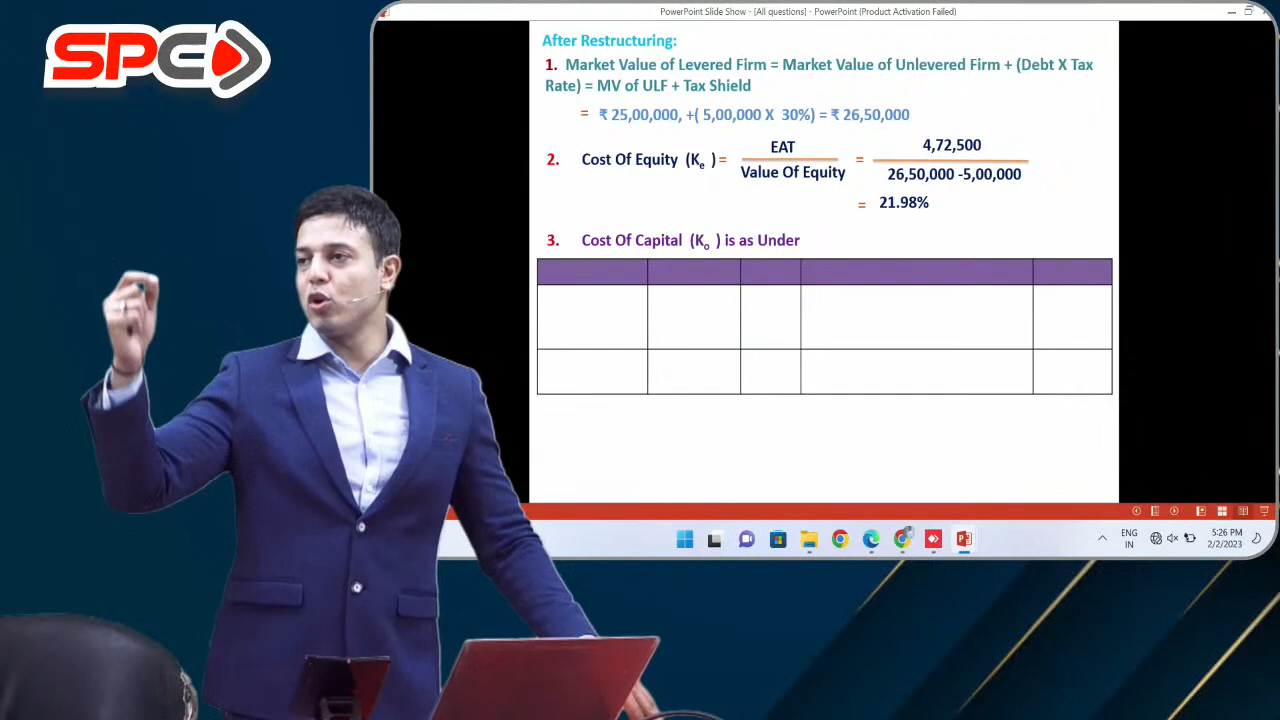 PowerPoint Slide Show - [All questions] - PowerPoint (Product Activation Failed)
SPE
After Restructuring:
1. Market Value of Levered Firm = Market Value of Unlevered Firm + (Debt X Tax
Rate) = MV of ULF + Tax Shield
= ₹ 25,00,000, +( 5,00,000 X 30%) = ₹ 26,50,000
2. Cost Of Equity (Ke ) = EAT / Value Of Equity = 4,72,500 / 26,50,000 -5,00,000
= 21.98%
3. Cost Of Capital (Ko ) is as Under
ENG
IN
5:26 PM
2/2/2023